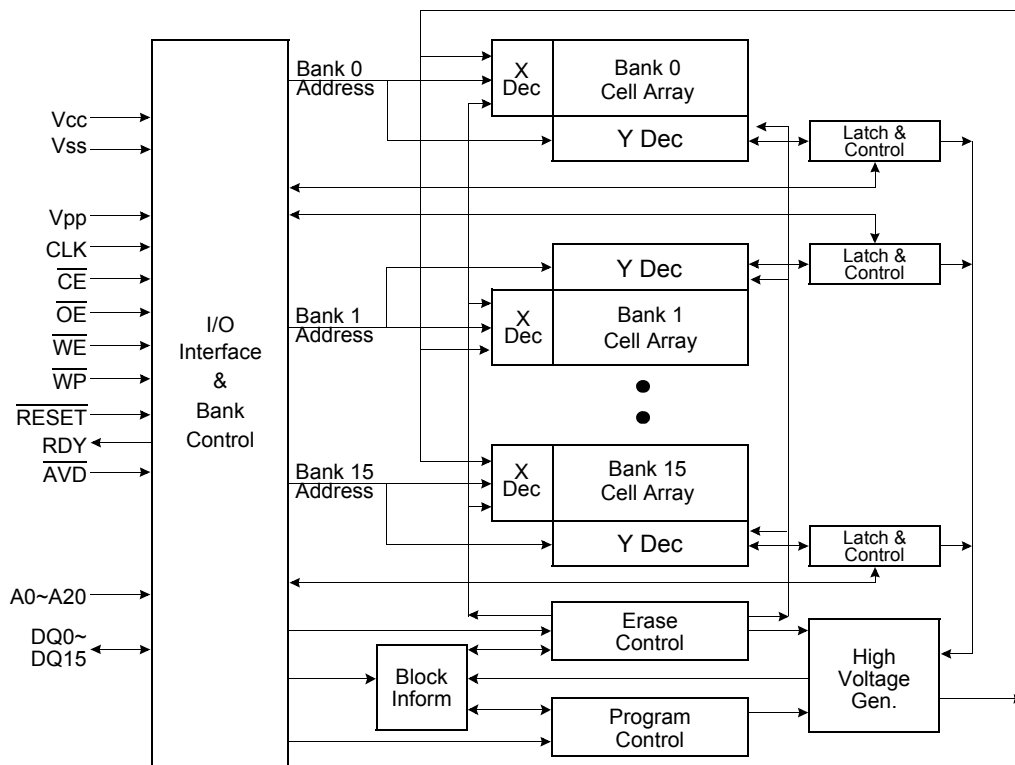 Vcc
Vss
Vpp
CLK
CE
OE
WE
WP
RESET
RDY
AVD
A0~A20
DQ0~
DQ15
I/O
Interface
&
Bank
Control
Bank 0
Address
X
Dec
Bank 0
Cell Array
Y Dec
Latch &
Control
Y Dec
Latch &
Control
Bank 1
Address
X
Dec
Bank 1
Cell Array
Bank 15
Address
X
Dec
Bank 15
Cell Array
Y Dec
Latch &
Control
Erase
Control
Block
Inform
High
Voltage
Gen.
Program
Control